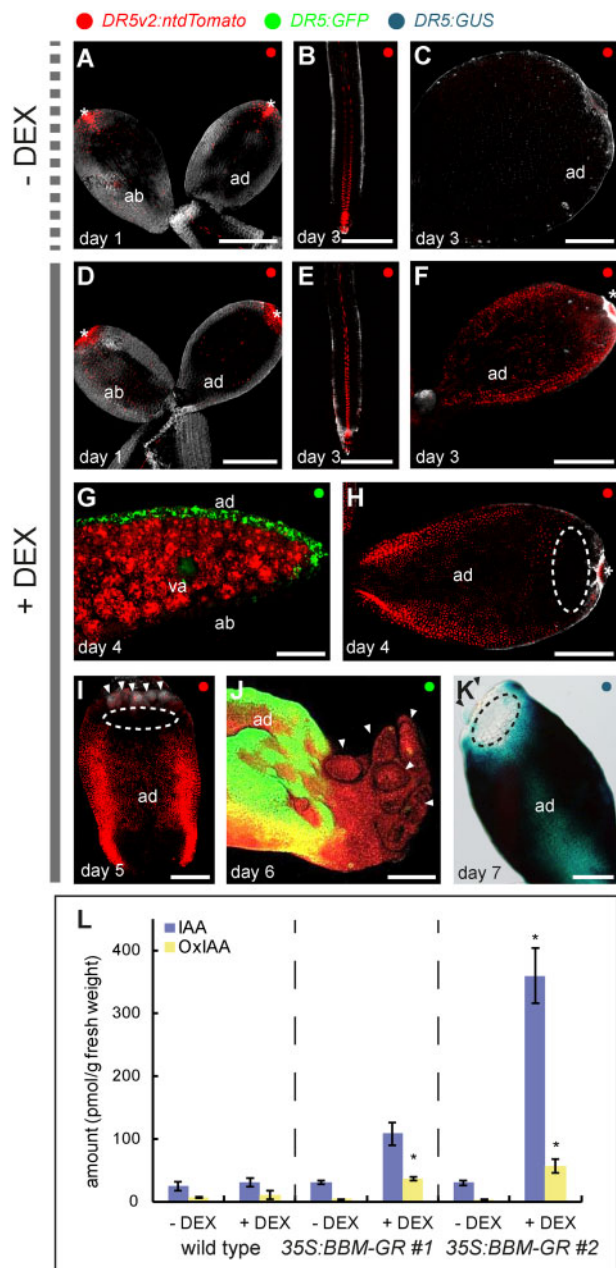 DR5v2:ntdTomato DR5:GFP DR5:GUS
- DEX
A
ab
ad
day 1
B
day 3
C
ad
day 3
+ DEX
D
ab
ad
day 1
E
day 3
F
ad
day 3
G
ad
va
ab
day 4
H
ad
day 4
I
ad
day 5
J
ad
day 6
K
ad
day 7
L
IAA
OxIAA
amount (pmol/g fresh weight)
400
300
200
100
0
- DEX + DEX - DEX + DEX - DEX + DEX
wild type 35S:BBM-GR #1 35S:BBM-GR #2